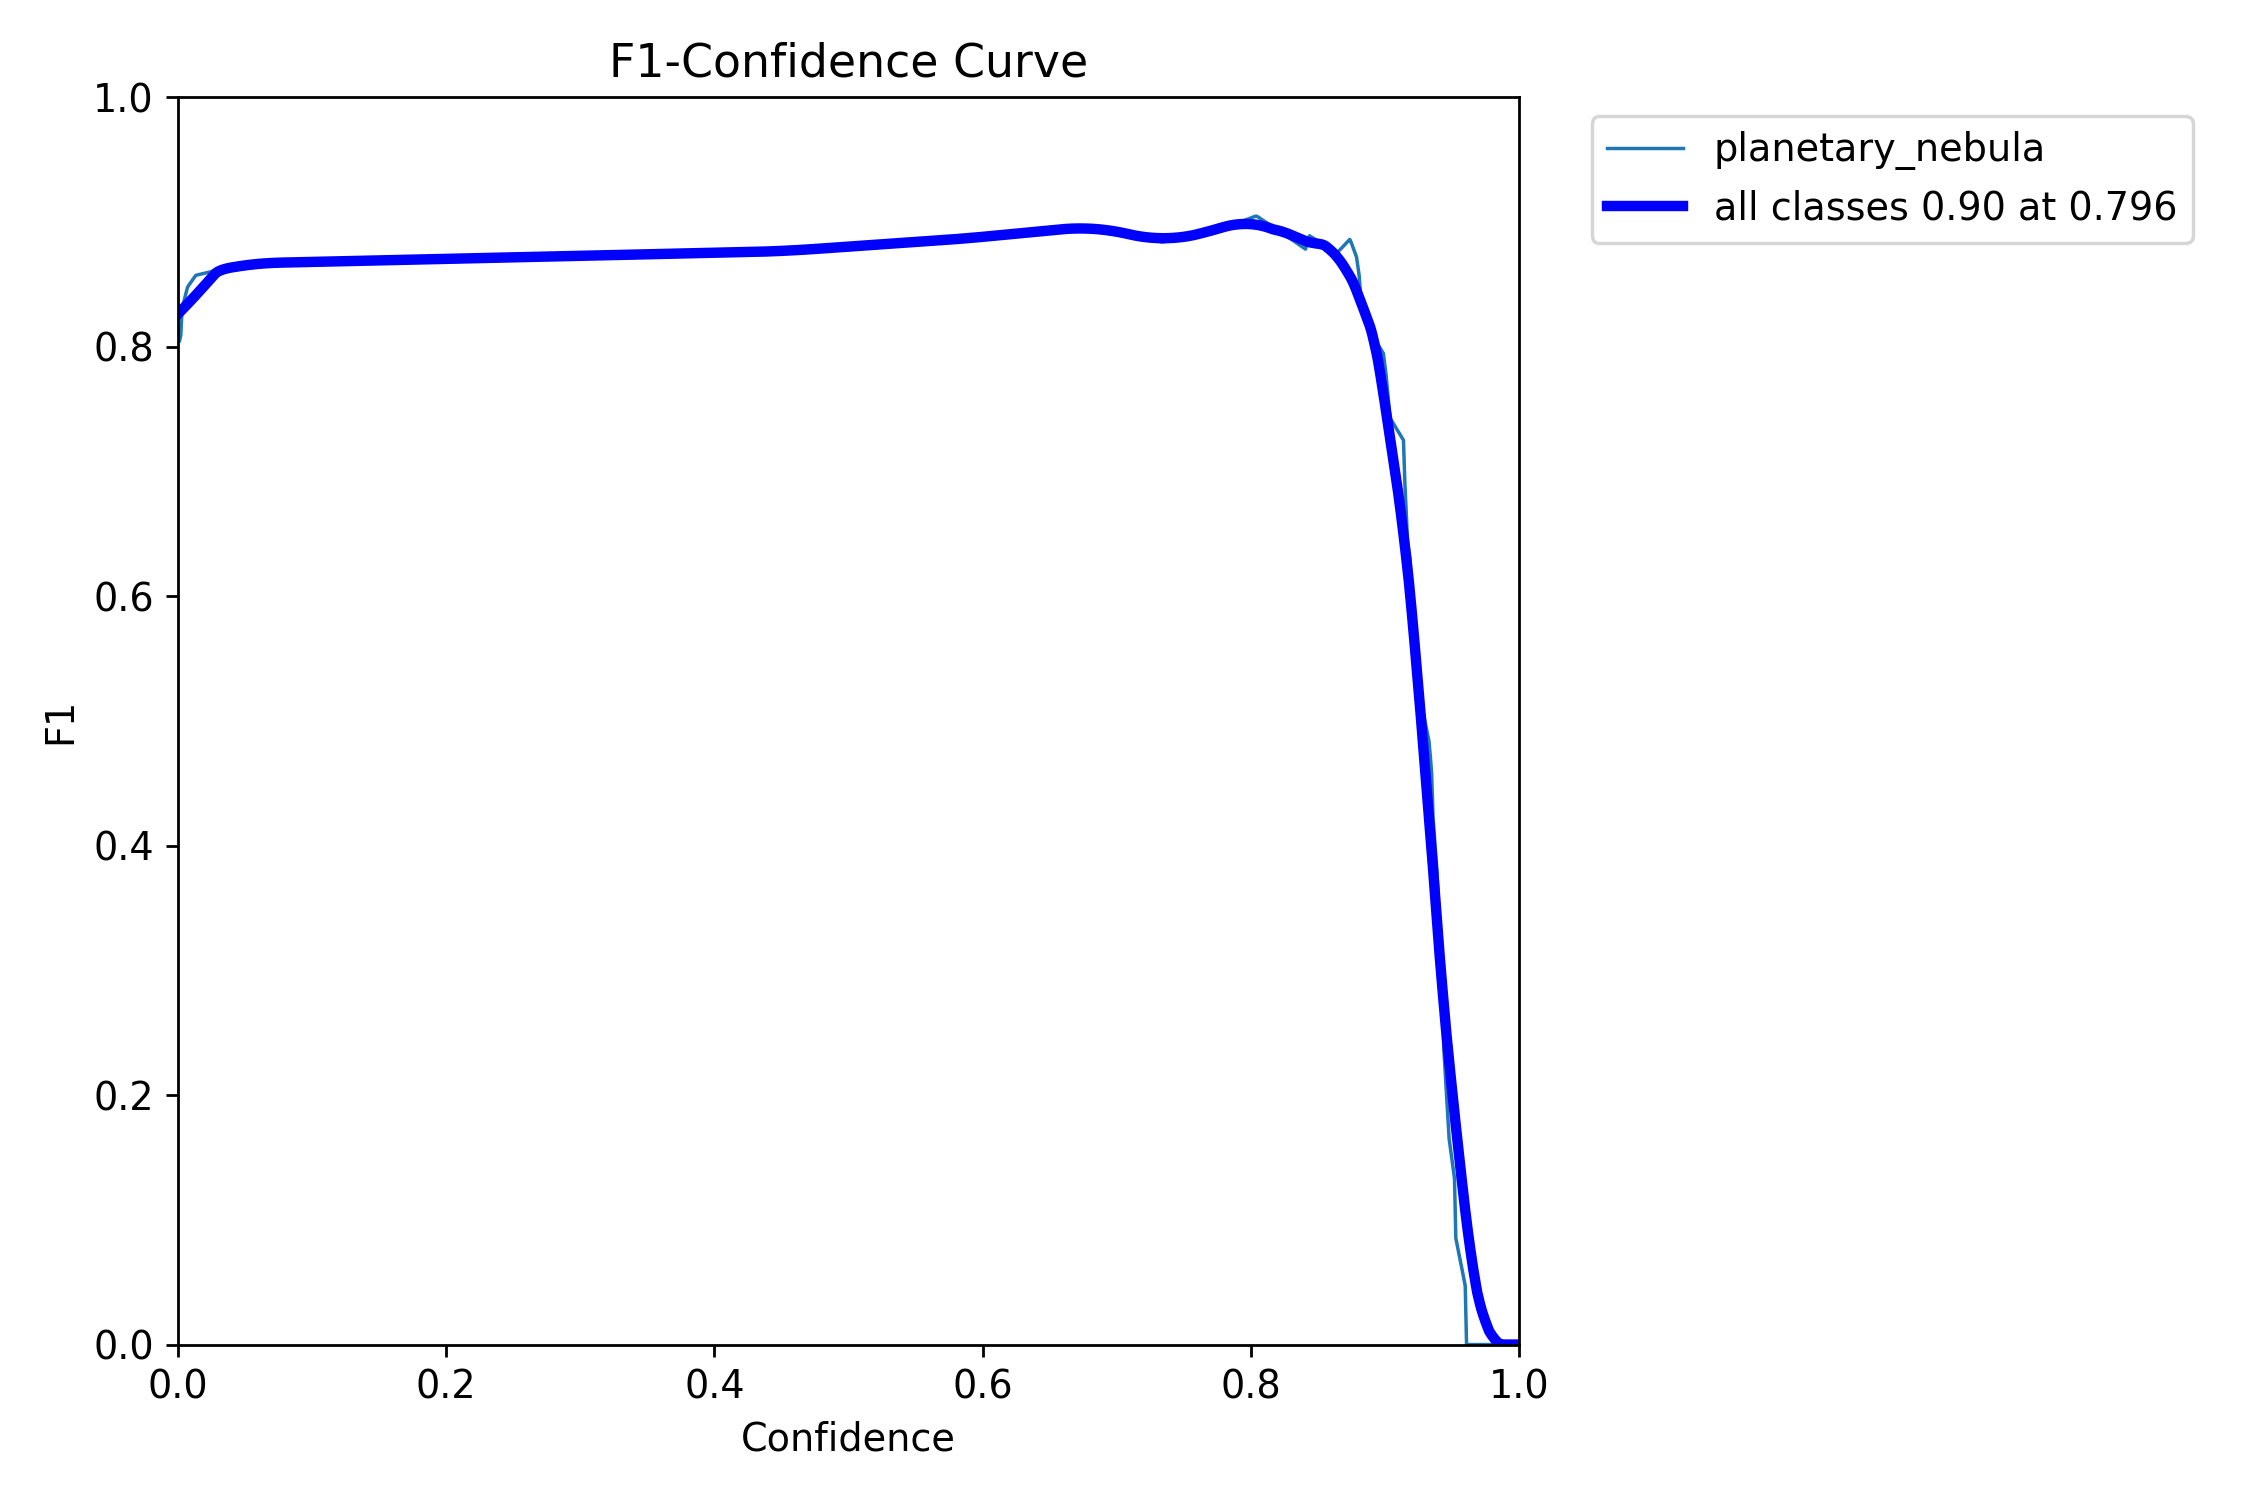 F1-Confidence Curve
1.0
0.8
0.6
0.4
0.2
0.0
F1
0.0 0.2 0.4 0.6 0.8 1.0
Confidence
planetary_nebula
all classes 0.90 at 0.796